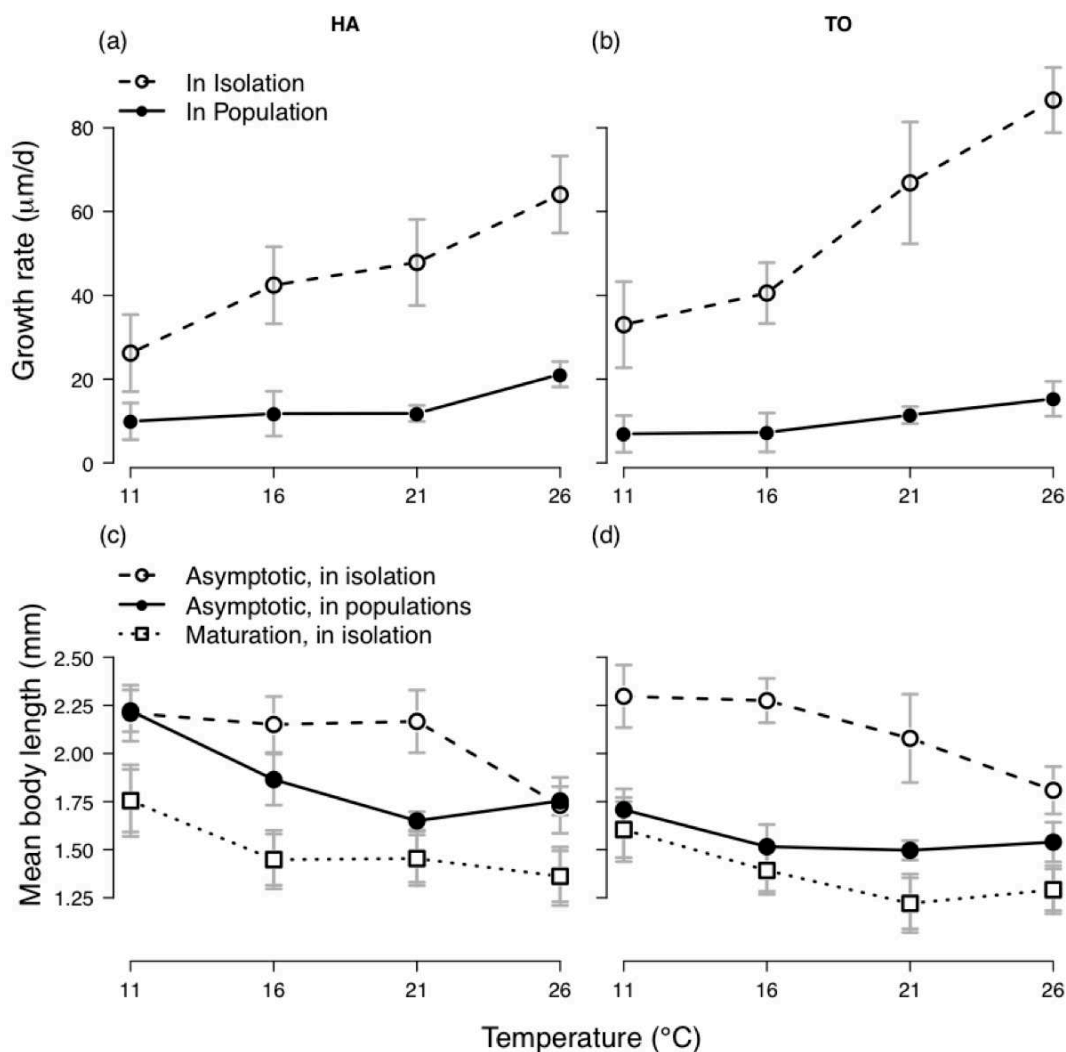 HA TO
(a) (b)
In Isolation
In Population
Growth rate (μm/d)
80
60
40
20
0
11 16 21 26 11 16 21 26
(c) (d)
Asymptotic, in isolation
Asymptotic, in populations
Maturation, in isolation
Mean body length (mm)
2.50
2.25
2.00
1.75
1.50
1.25
11 16 21 26 11 16 21 26
Temperature (°C)